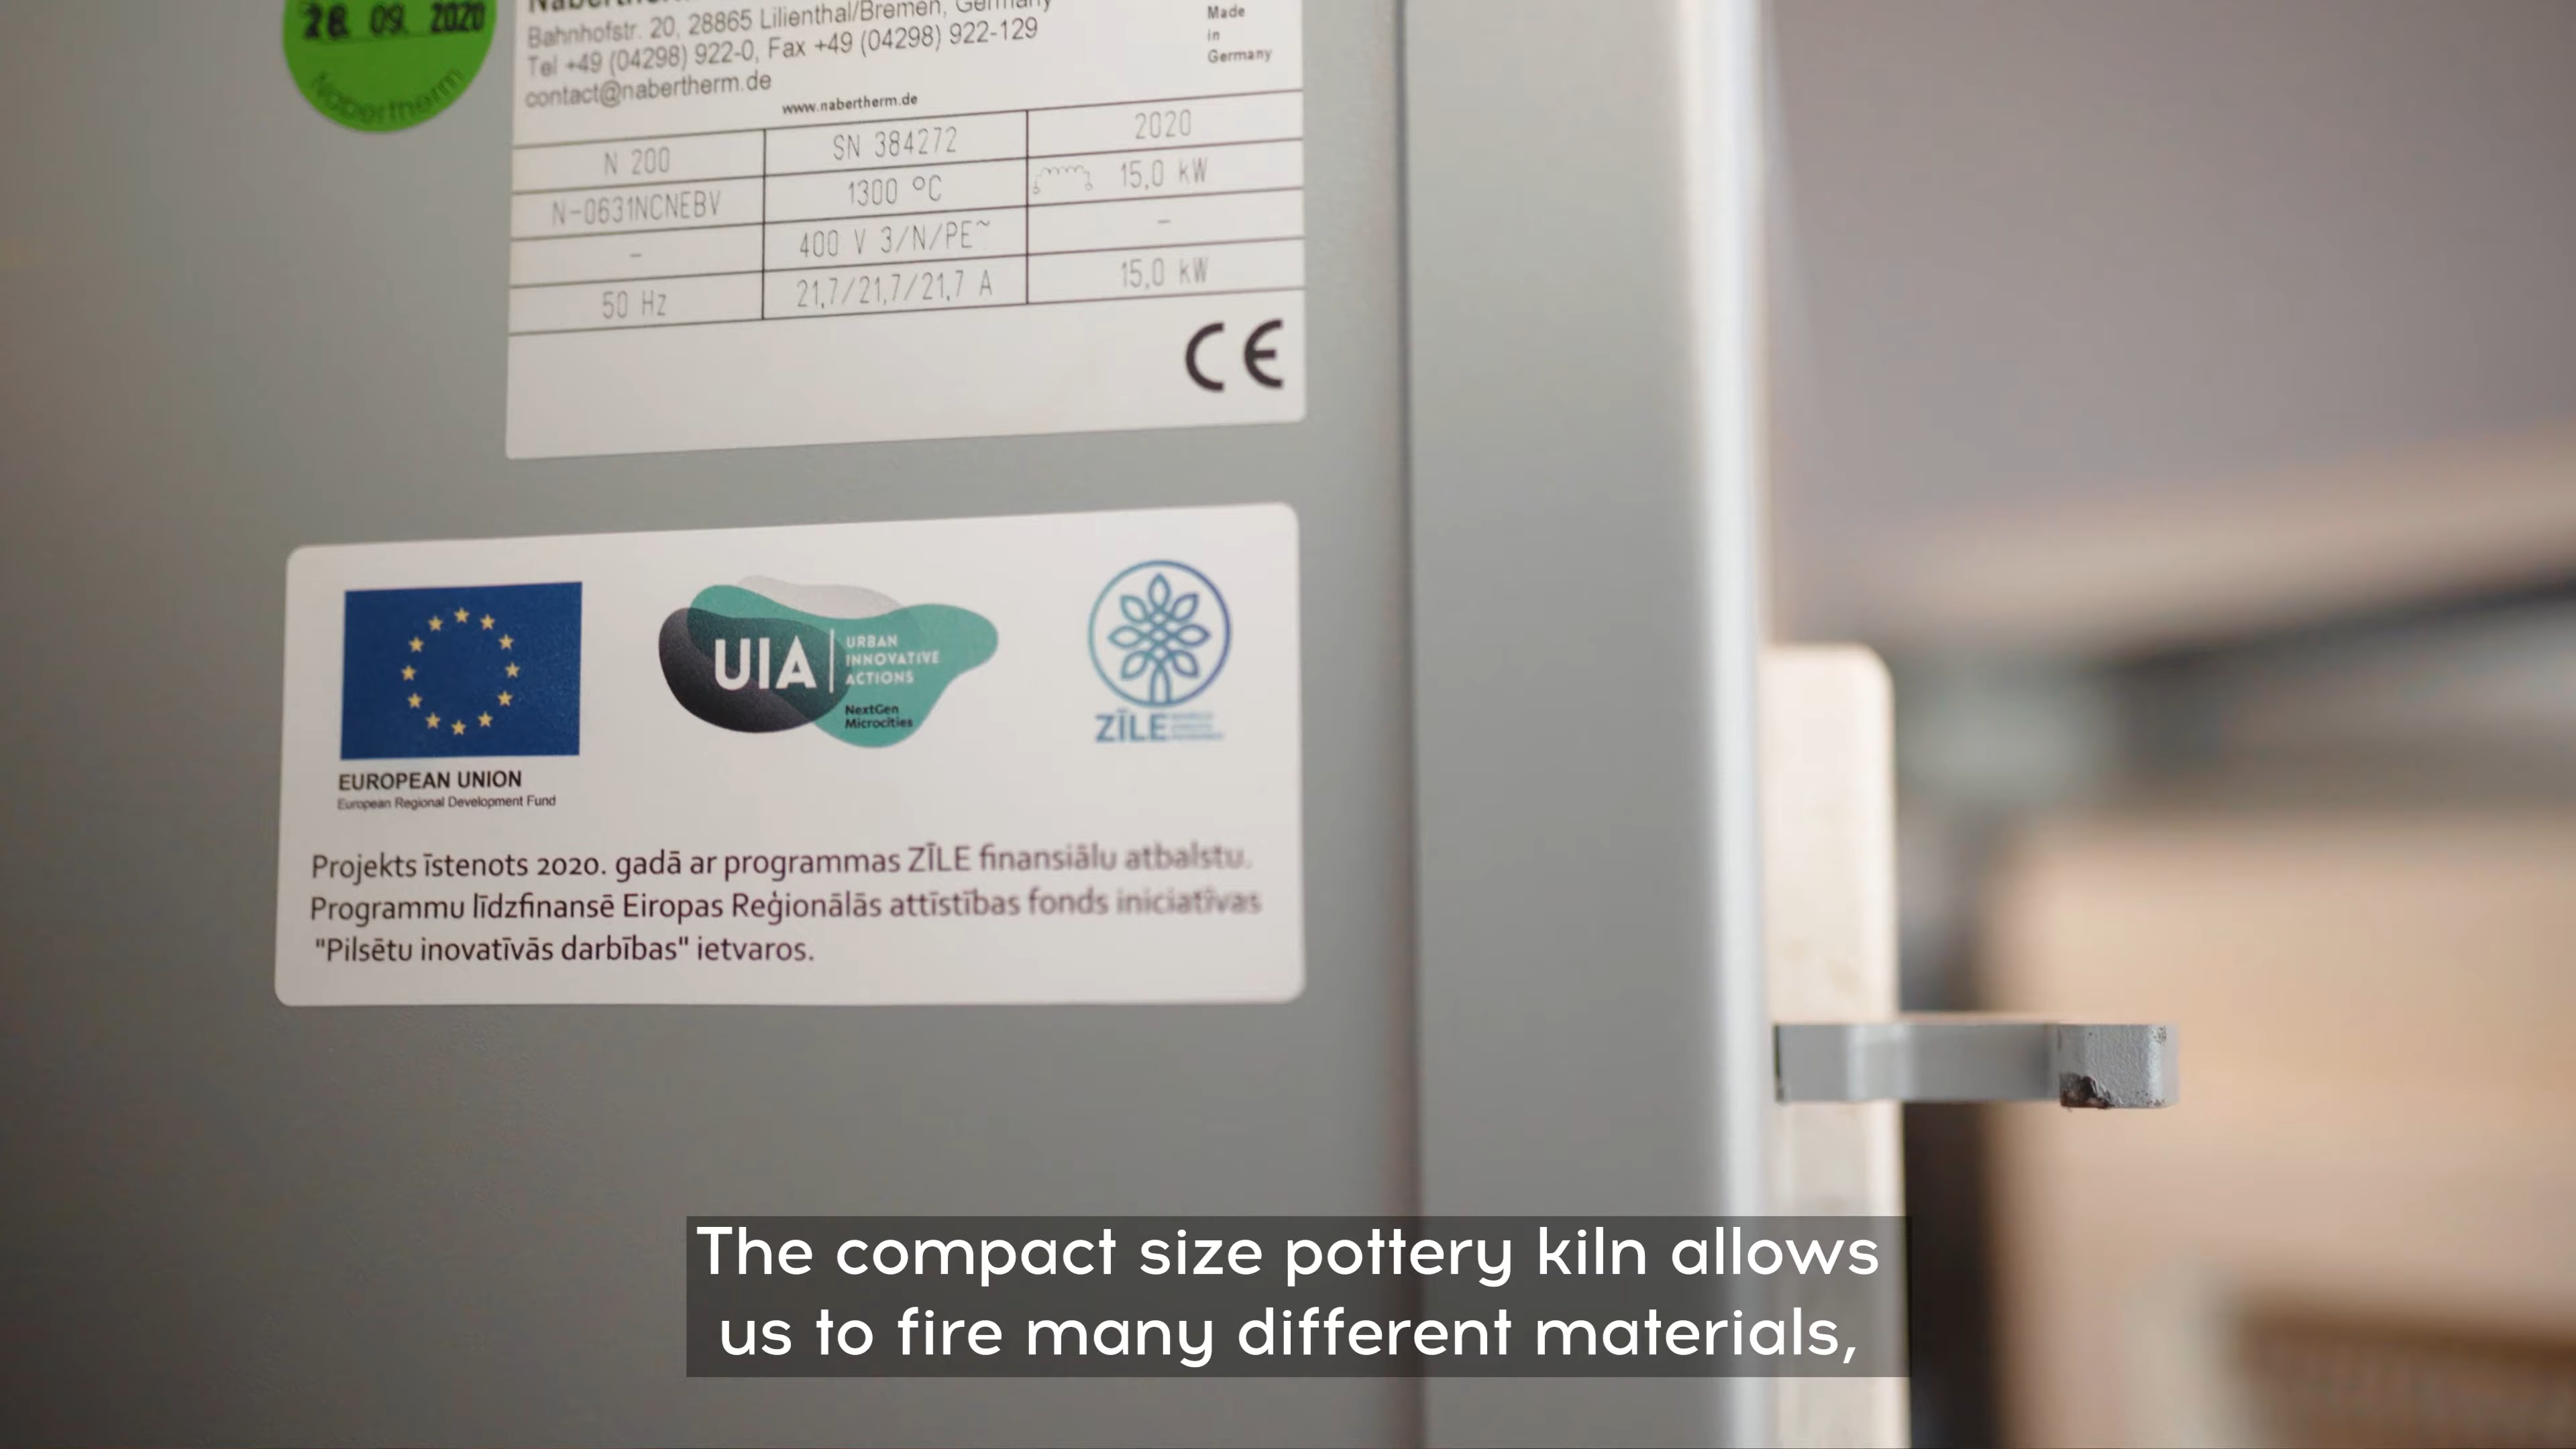 28. 09. 2020
Nabertherm
Bahnhofstr. 20, 28865 Lilienthal/Bremen, Germany
Tel +49 (04298) 922-0, Fax +49 (04298) 922-129
contact@nabertherm.de
www.nabertherm.de
Made
in
Germany
N 200
SN 384272
2020
N-0631NCNEBV
1300 °C
15,0 kW
–
400 V 3/N/PE~
–
50 Hz
21,7/21,7/21,7 A
15,0 kW
CE
EUROPEAN UNION
European Regional Development Fund
UIA
URBAN
INNOVATIVE
ACTIONS
NextGen
Microcities
ZĪLE
Projekts īstenots 2020. gadā ar programmas ZĪLE finansiālu atbalstu.
Programmu līdzfinansē Eiropas Reģionālās attīstības fonds iniciatīvas
"Pilsētu inovatīvās darbības" ietvaros.
The compact size pottery kiln allows
us to fire many different materials,